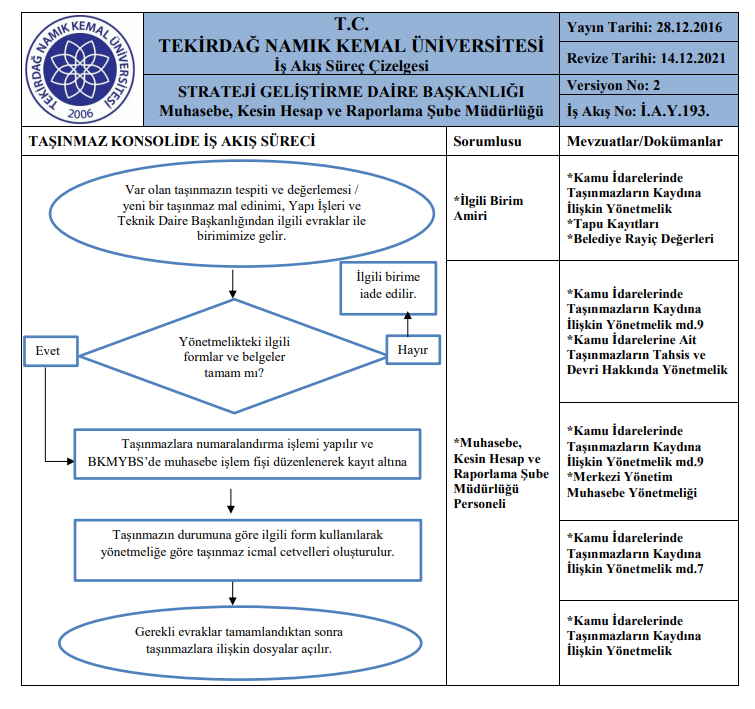 TEKİRDAĞ NAMIK KEMAL ÜNİVERSİTESİ
2006
T.C.
TEKİRDAĞ NAMIK KEMAL ÜNİVERSİTESİ
İş Akış Süreç Çizelgesi
STRATEJİ GELİŞTİRME DAİRE BAŞKANLIĞI
Muhasebe, Kesin Hesap ve Raporlama Şube Müdürlüğü
Yayın Tarihi: 28.12.2016
Revize Tarihi: 14.12.2021
Versiyon No: 2
İş Akış No: İ.A.Y.193.
TAŞINMAZ KONSOLİDE İŞ AKIŞ SÜRECİ
Sorumlusu
Mevzuatlar/Dokümanlar
Var olan taşınmazın tespiti ve değerlemesi /
yeni bir taşınmaz mal edinimi, Yapı İşleri ve
Teknik Daire Başkanlığından ilgili evraklar ile
birimimize gelir.
*İlgili Birim
Amiri
*Kamu İdarelerinde
Taşınmazların Kaydına
İlişkin Yönetmelik
*Tapu Kayıtları
*Belediye Rayiç Değerleri
İlgili birime
iade edilir.
Yönetmelikteki ilgili
formlar ve belgeler
tamam mı?
Evet
Hayır
*Kamu İdarelerinde
Taşınmazların Kaydına
İlişkin Yönetmelik md.9
*Kamu İdarelerine Ait
Taşınmazların Tahsis ve
Devri Hakkında Yönetmelik
Taşınmazlara numaralandırma işlemi yapılır ve
BKMYBS’de muhasebe işlem fişi düzenlenerek kayıt altına
*Muhasebe,
Kesin Hesap ve
Raporlama Şube
Müdürlüğü
Personeli
*Kamu İdarelerinde
Taşınmazların Kaydına
İlişkin Yönetmelik md.9
*Merkezi Yönetim
Muhasebe Yönetmeliği
Taşınmazın durumuna göre ilgili form kullanılarak
yönetmeliğe göre taşınmaz icmal cetvelleri oluşturulur.
*Kamu İdarelerinde
Taşınmazların Kaydına
İlişkin Yönetmelik md.7
Gerekli evraklar tamamlandıktan sonra
taşınmazlara ilişkin dosyalar açılır.
*Kamu İdarelerinde
Taşınmazların Kaydına
İlişkin Yönetmelik